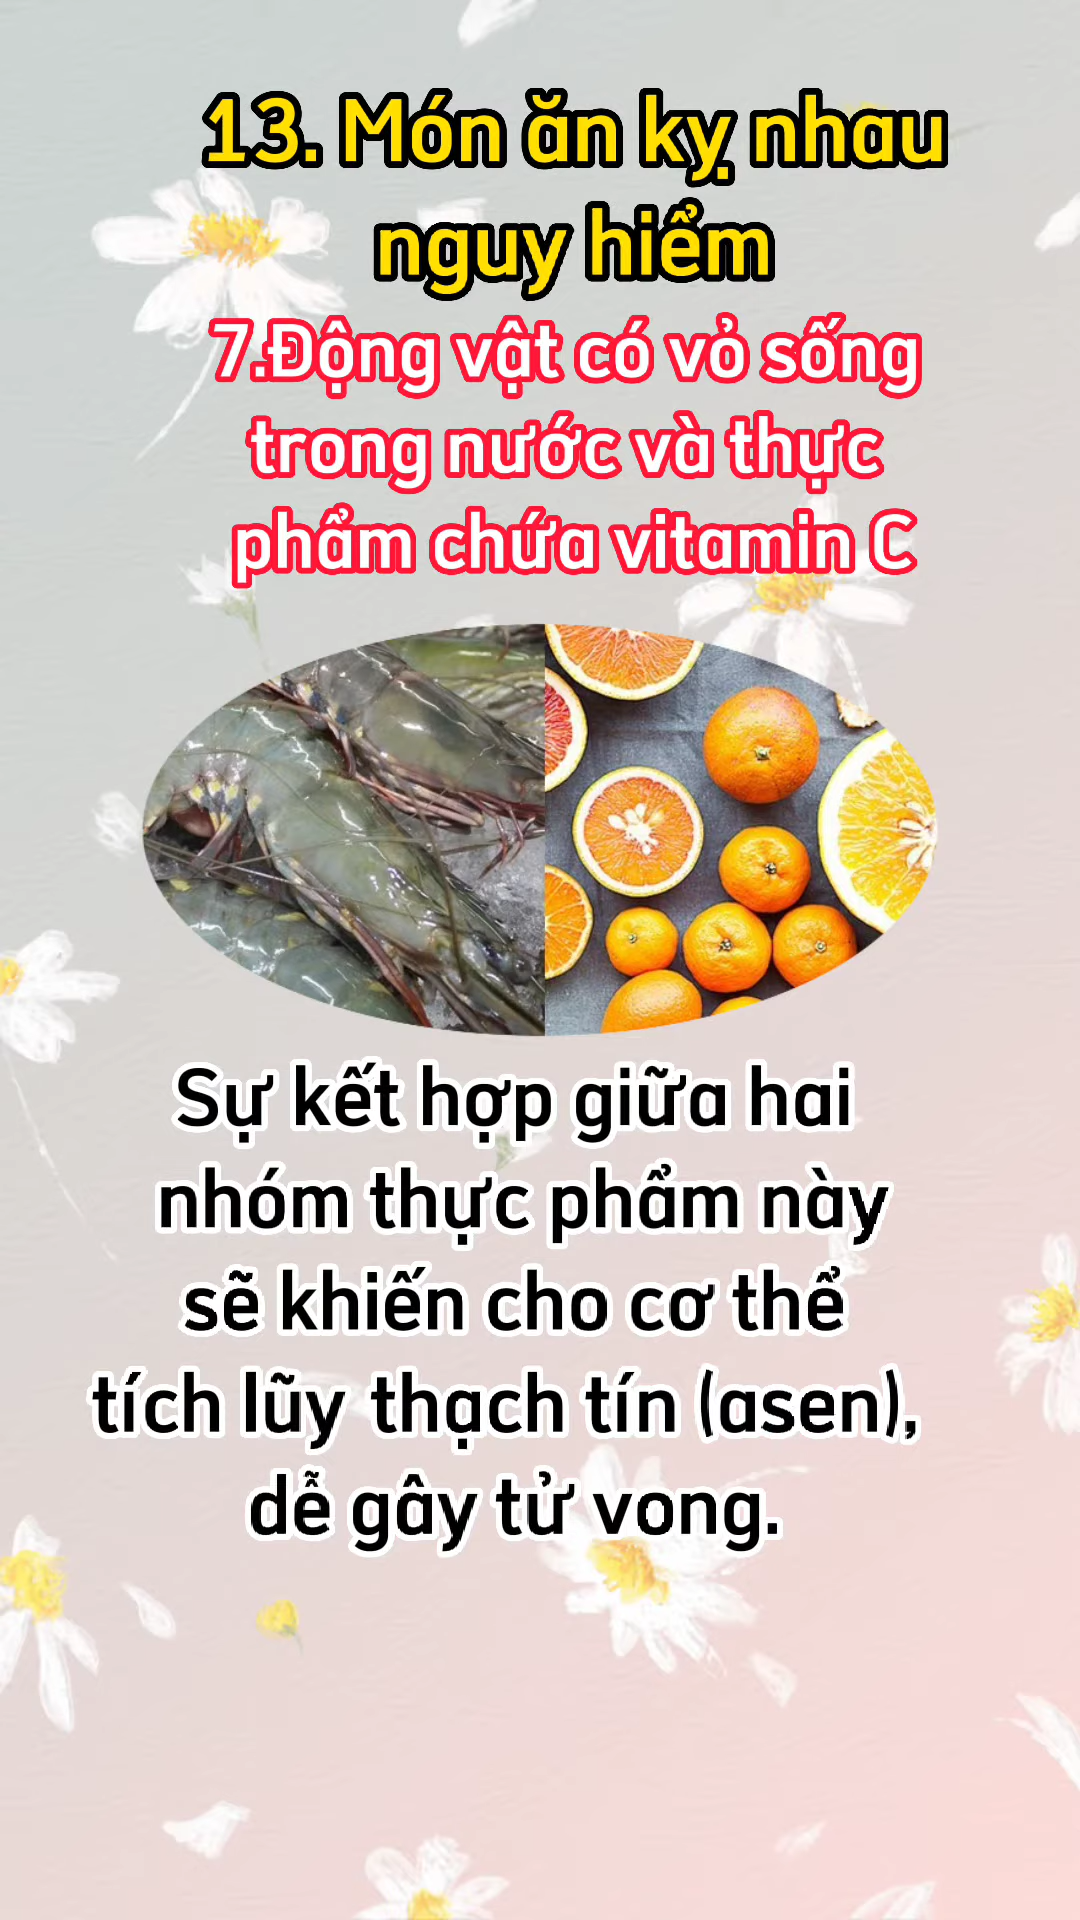 13. Món ăn kỵ nhau
nguy hiểm
7.Động vật có vỏ sống
trong nước và thực
phẩm chứa vitamin C
Sự kết hợp giữa hai
nhóm thực phẩm này
sẽ khiến cho cơ thể
tích lũy thạch tín (asen),
dễ gây tử vong.